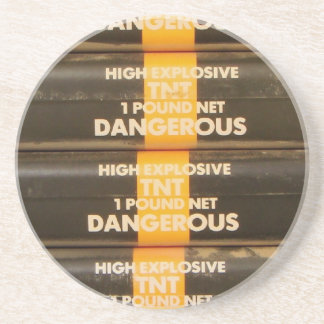 DANGEROUS
HIGH EXPLOSIVE
TNT
1 POUND NET
DANGEROUS
HIGH EXPLOSIVE
TNT
1 POUND NET
DANGEROUS
HIGH EXPLOSIVE
TNT
1 POUND NET